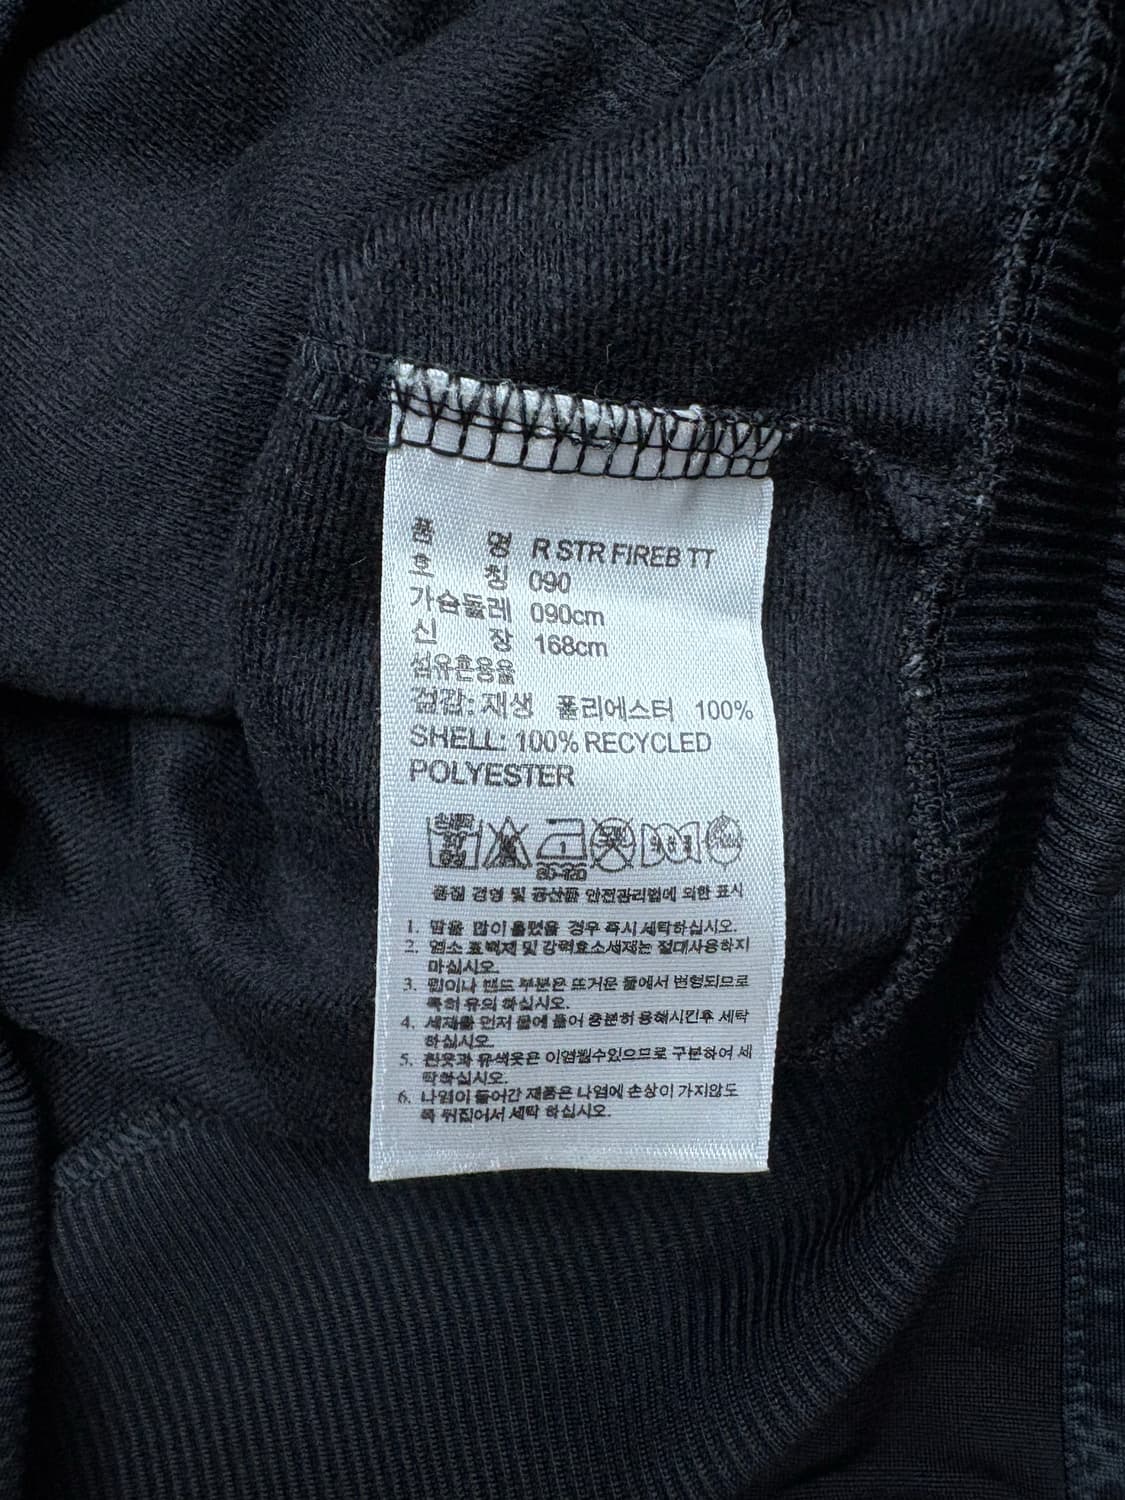 품 명 R STR FIREB TT
호 칭 090
가슴둘레 090cm
신 장 168cm
섬유혼용율
겉감: 재생 폴리에스터 100%
SHELL: 100% RECYCLED
POLYESTER
80-120
품질 경영 및 공산품 안전관리법에 의한 표시
1. 땀을 많이 흘렸을 경우 즉시 세탁하십시오.
2. 염소 표백제 및 강력효소세제는 절대사용하지
마십시오.
3. 립이나 밴드 부분은 뜨거운 물에서 변형되므로
특히 유의 하십시오.
4. 세제를 먼저 물에 풀어 충분히 용해시킨후 세탁
하십시오.
5. 흰옷과 유색옷은 이염될수있으므로 구분하여 세
탁하십시오.
6. 나염이 들어간 제품은 나염에 손상이 가지않도
록 뒤집어서 세탁 하십시오.